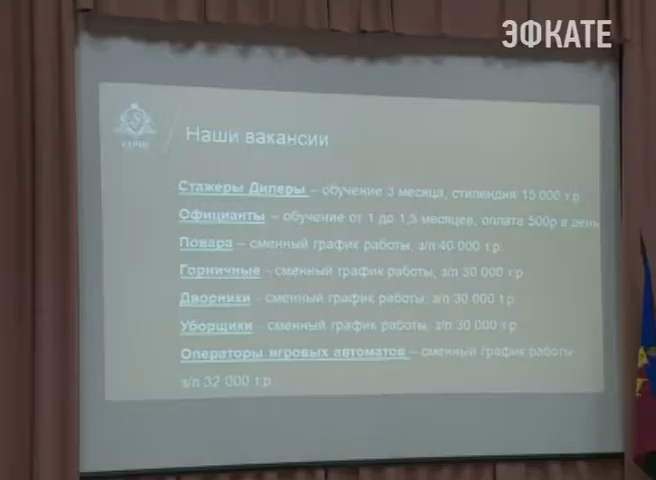 ЭФКАТЕ
Наши вакансии
Стажеры Дилеры – обучение 3 месяца, стипендия 15 000 т.р
Официанты – обучение от 1 до 1,5 месяцев, оплата 500р в день
Повара – сменный график работы, з/п 40 000 т.р.
Горничные – сменный график работы, з/п 30 000 т.р
Дворники – сменный график работы, з/п 30 000 т.р.
Уборщики – сменный график работы, з/п 30 000 т.р
Операторы игровых автоматов – сменный график работы
з/п 32 000 т.р.